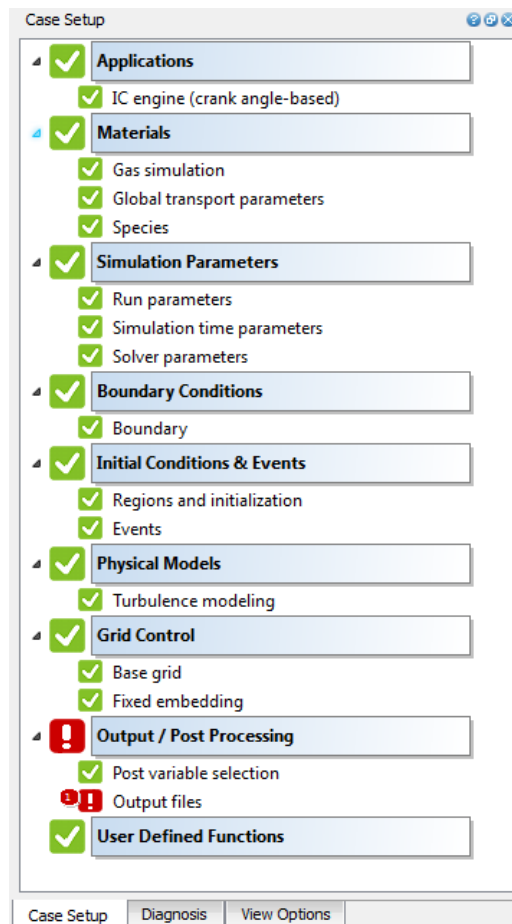 Case Setup
Applications
IC engine (crank angle-based)
Materials
Gas simulation
Global transport parameters
Species
Simulation Parameters
Run parameters
Simulation time parameters
Solver parameters
Boundary Conditions
Boundary
Initial Conditions & Events
Regions and initialization
Events
Physical Models
Turbulence modeling
Grid Control
Base grid
Fixed embedding
Output / Post Processing
Post variable selection
1 Output files
User Defined Functions
Case Setup Diagnosis View Options